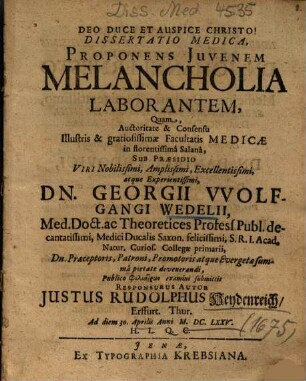 Diss. Med 4535
DEO DUCE ET AUSPICE CHRISTO!
DISSERTATIO MEDICA,
PROPONENS JUVENEM
MELANCHOLIA
LABORANTEM,
Quam,
Auctoritate & Consensu
Illustris & gratiosissimæ Facultatis MEDICÆ
in florentissimâ Salanâ,
SUB PRÆSIDIO
VIRI Nobilissimi, Amplissimi, Excellentissimi,
atque Experientissimi,
DN. GEORGII VVOLF-
GANGI WEDELII,
Med. Doct. ac Theoretices Profess. Publ. de-
cantatissimi, Medici Ducalis Saxon. felicissimi, S. R. I. Acad.
Natur. Curios. Collegæ primarii,
Dn. Præceptoris, Patroni, Promotoris atque Evergetæ sum-
mâ pietate devenerandi,
Publico examini submittit
RESPONSURUS AUTOR
JUSTUS RUDOLPHUS Heydenreich/
Erffurt. Thur.
Ad diem 30. Aprilis Anni M. DC. LXXV.
H. L. Q. C.
(1675)
JENÆ,
EX TYPOGRAPHIA KREBSIANA.